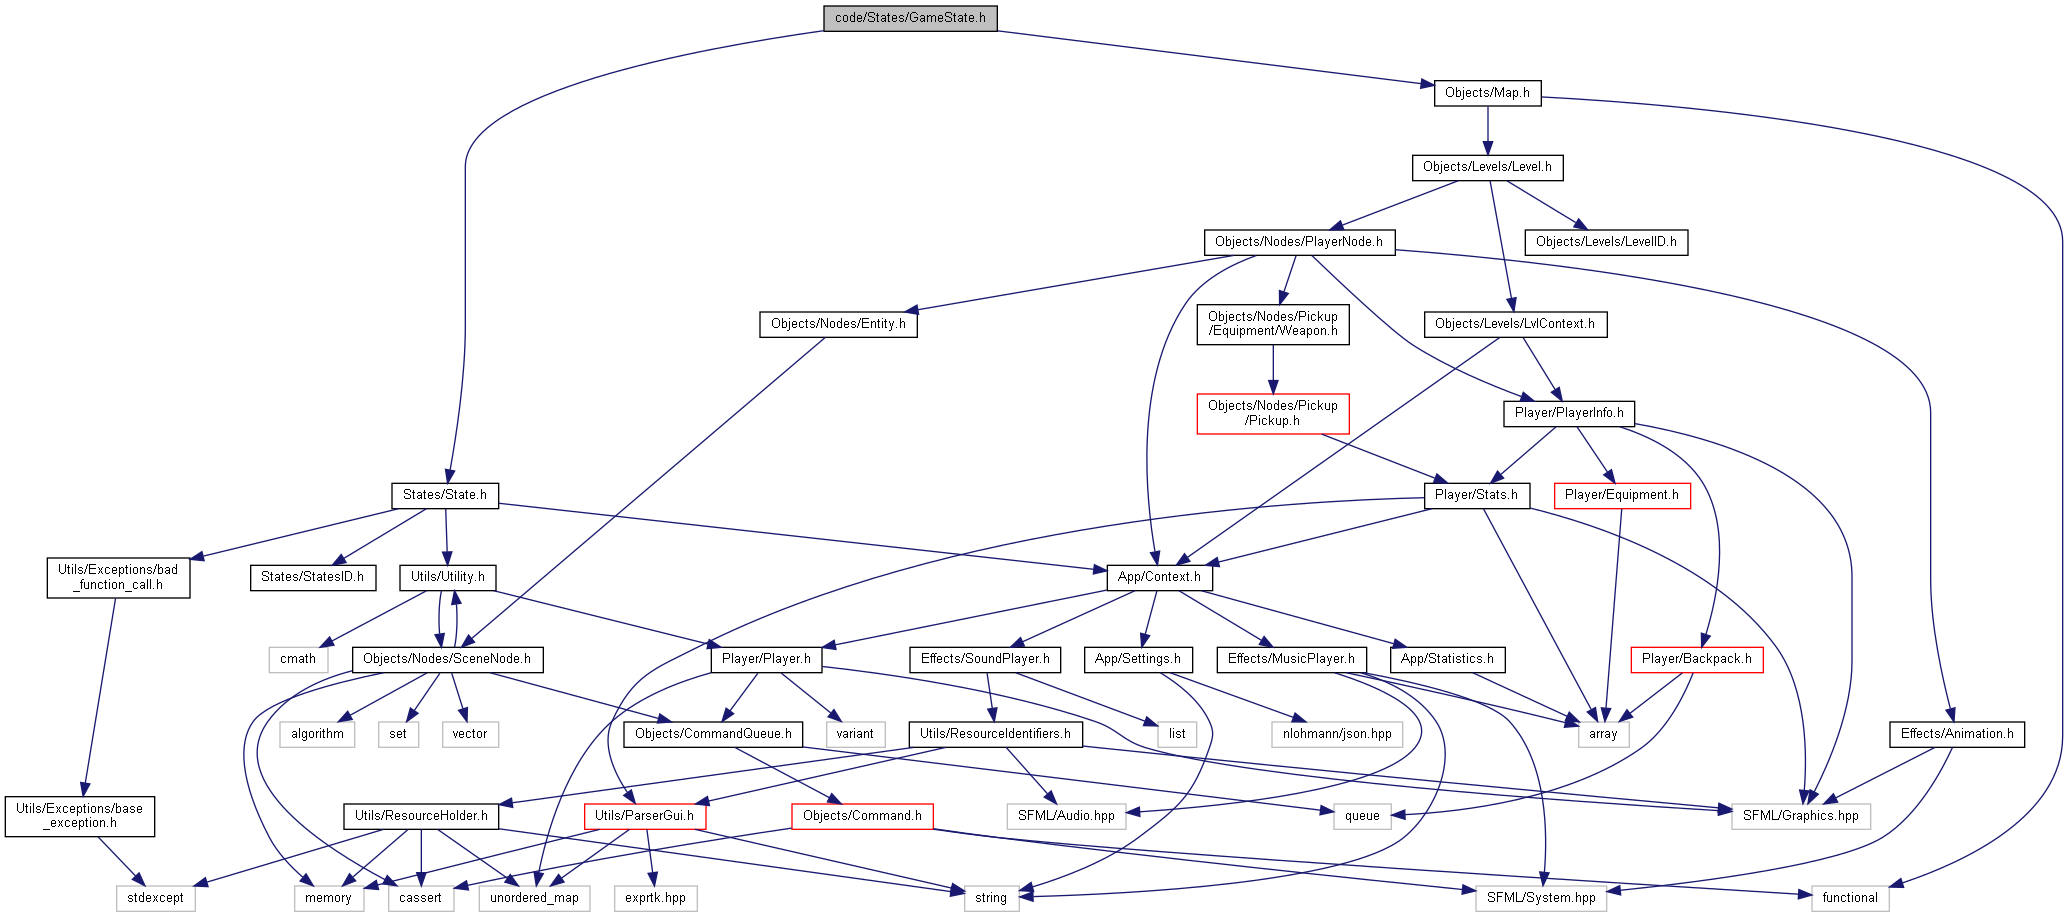 code/States/GameState.h
Objects/Map.h
Objects/Levels/Level.h
Objects/Nodes/PlayerNode.h
Objects/Levels/LevelID.h
Objects/Nodes/Entity.h
Objects/Nodes/Pickup
/Equipment/Weapon.h
Objects/Levels/LvlContext.h
Objects/Nodes/Pickup
/Pickup.h
Player/PlayerInfo.h
States/State.h
Player/Stats.h
Player/Equipment.h
Utils/Exceptions/bad
_function_call.h
States/StatesID.h
Utils/Utility.h
App/Context.h
cmath
Objects/Nodes/SceneNode.h
Player/Player.h
Effects/SoundPlayer.h
App/Settings.h
Effects/MusicPlayer.h
App/Statistics.h
Player/Backpack.h
algorithm
set
vector
Objects/CommandQueue.h
variant
Utils/ResourceIdentifiers.h
list
nlohmann/json.hpp
array
Effects/Animation.h
Utils/Exceptions/base
_exception.h
Utils/ResourceHolder.h
Utils/ParserGui.h
Objects/Command.h
SFML/Audio.hpp
queue
SFML/Graphics.hpp
stdexcept
memory
cassert
unordered_map
exprtk.hpp
string
SFML/System.hpp
functional